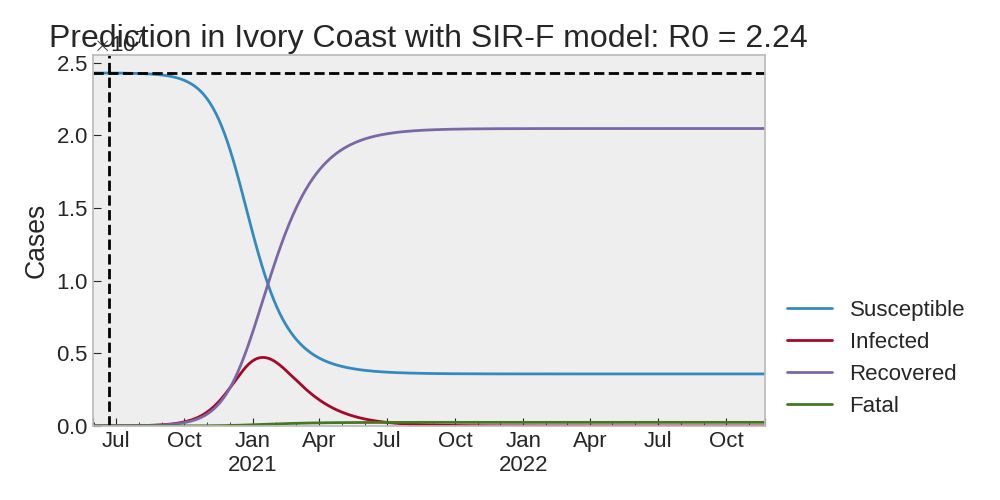 Prediction in Ivory Coast with SIR-F model: R0 = 2.24
×10⁷
2.5
2.0
1.5
1.0
0.5
0.0
Cases
Jul Oct Jan Apr Jul Oct Jan Apr Jul Oct
2021 2022
Susceptible
Infected
Recovered
Fatal